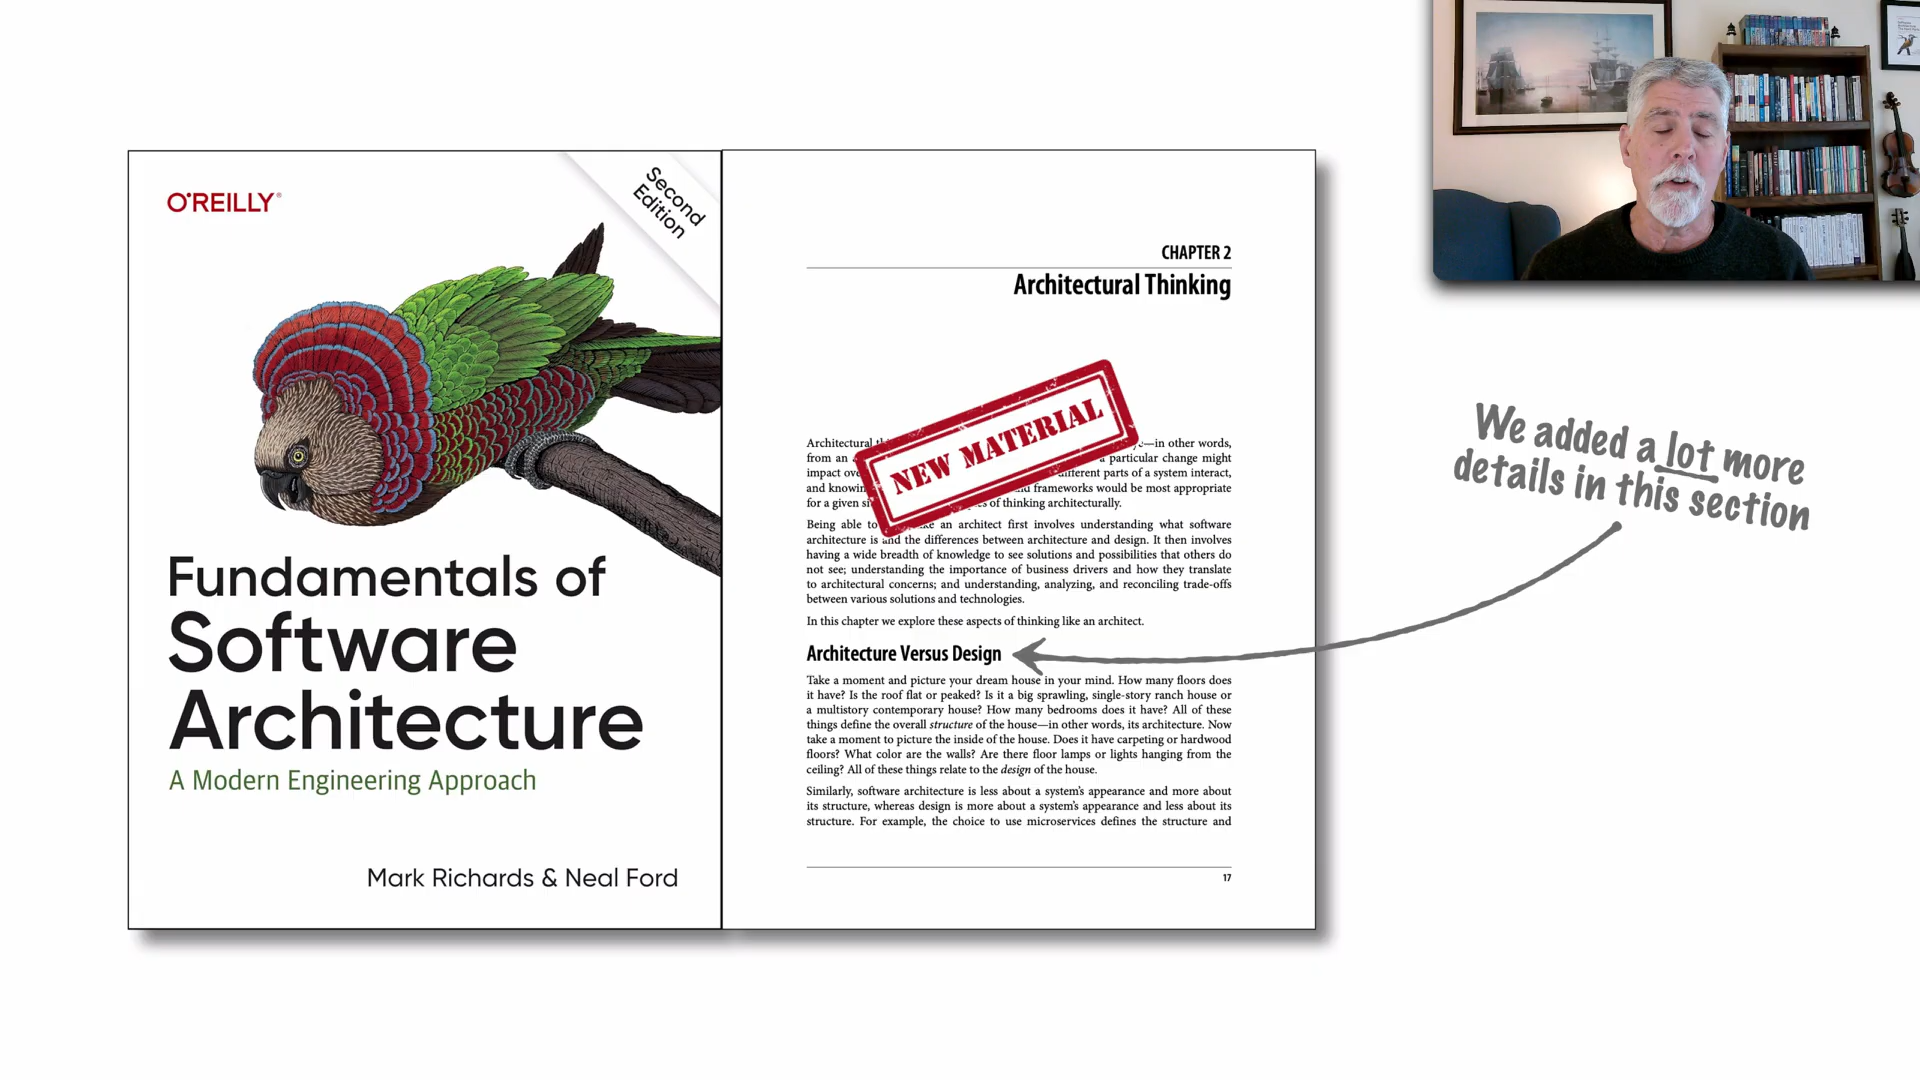 O'REILLY®
Second
Edition
Fundamentals of
Software
Architecture
A Modern Engineering Approach
Mark Richards & Neal Ford
CHAPTER 2
Architectural Thinking
NEW MATERIAL
Architectural —in other words,
from an a particular change might
impact different parts of a system interact,
and frameworks would be most appropriate
for a given of thinking architecturally.
Being able to an architect first involves understanding what software
architecture is and the differences between architecture and design. It then involves
having a wide breadth of knowledge to see solutions and possibilities that others do
not see; understanding the importance of business drivers and how they translate
to architectural concerns; and understanding, analyzing, and reconciling trade-offs
between various solutions and technologies.
In this chapter we explore these aspects of thinking like an architect.
Architecture Versus Design
Take a moment and picture your dream house in your mind. How many floors does
it have? Is the roof flat or peaked? Is it a big sprawling, single-story ranch house or
a multistory contemporary house? How many bedrooms does it have? All of these
things define the overall structure of the house—in other words, its architecture. Now
take a moment to picture the inside of the house. Does it have carpeting or hardwood
floors? What color are the walls? Are there floor lamps or lights hanging from the
ceiling? All of these things relate to the design of the house.
Similarly, software architecture is less about a system's appearance and more about
its structure, whereas design is more about a system's appearance and less about its
structure. For example, the choice to use microservices defines the structure and
17
We added a lot more
details in this section